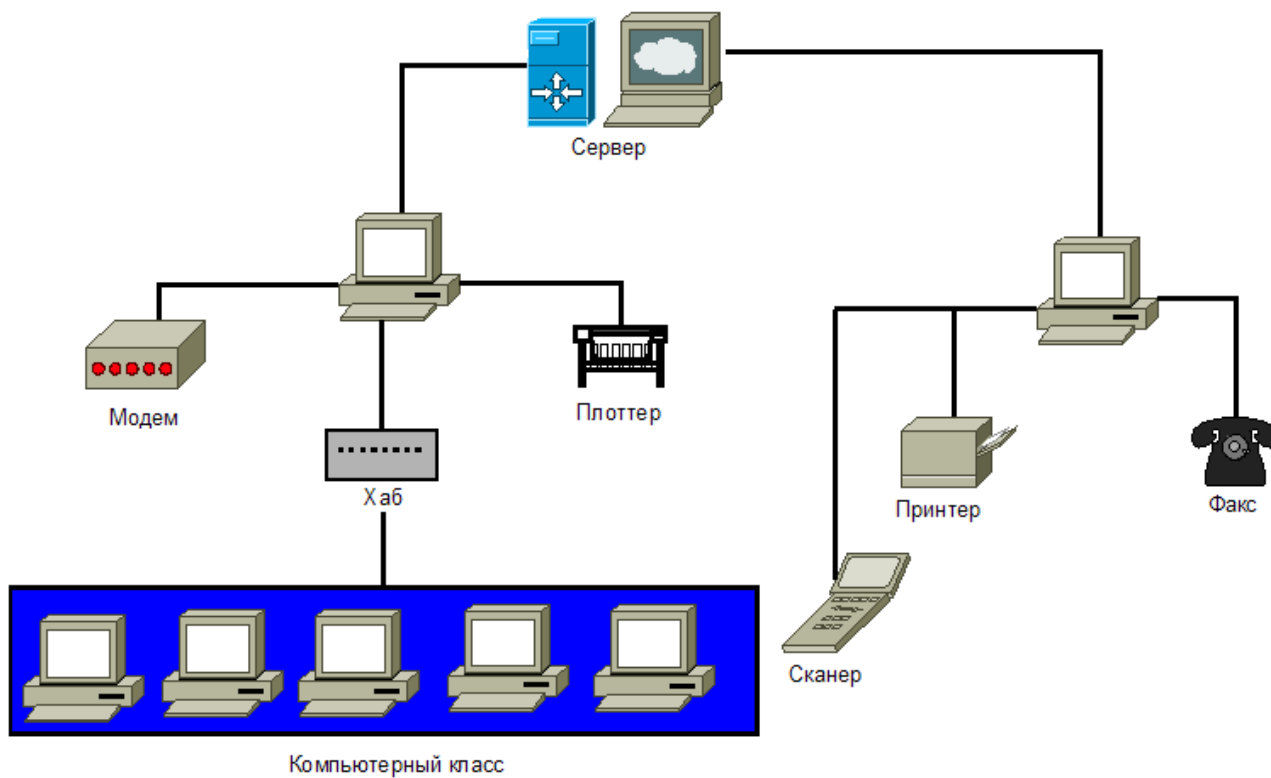 Сервер
Модем
Плоттер
Хаб
Принтер
Факс
Сканер
Компьютерный класс